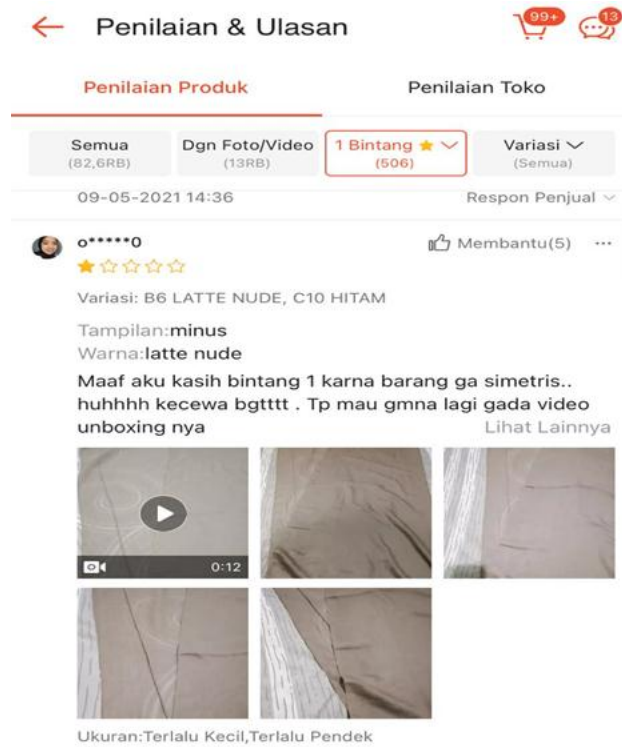 Penilaian & Ulasan
99+
13
Penilaian Produk
Penilaian Toko
Semua
(82,6RB)
Dgn Foto/Video
(13RB)
1 Bintang
(506)
Variasi
(Semua)
09-05-2021 14:36
Respon Penjual
o*****0
Membantu(5)
Variasi: B6 LATTE NUDE, C10 HITAM
Tampilan:minus
Warna:latte nude
Maaf aku kasih bintang 1 karna barang ga simetris..
huhhhh kecewa bgtttt . Tp mau gmna lagi gada video
unboxing nya
Lihat Lainnya
0:12
Ukuran:Terlalu Kecil,Terlalu Pendek